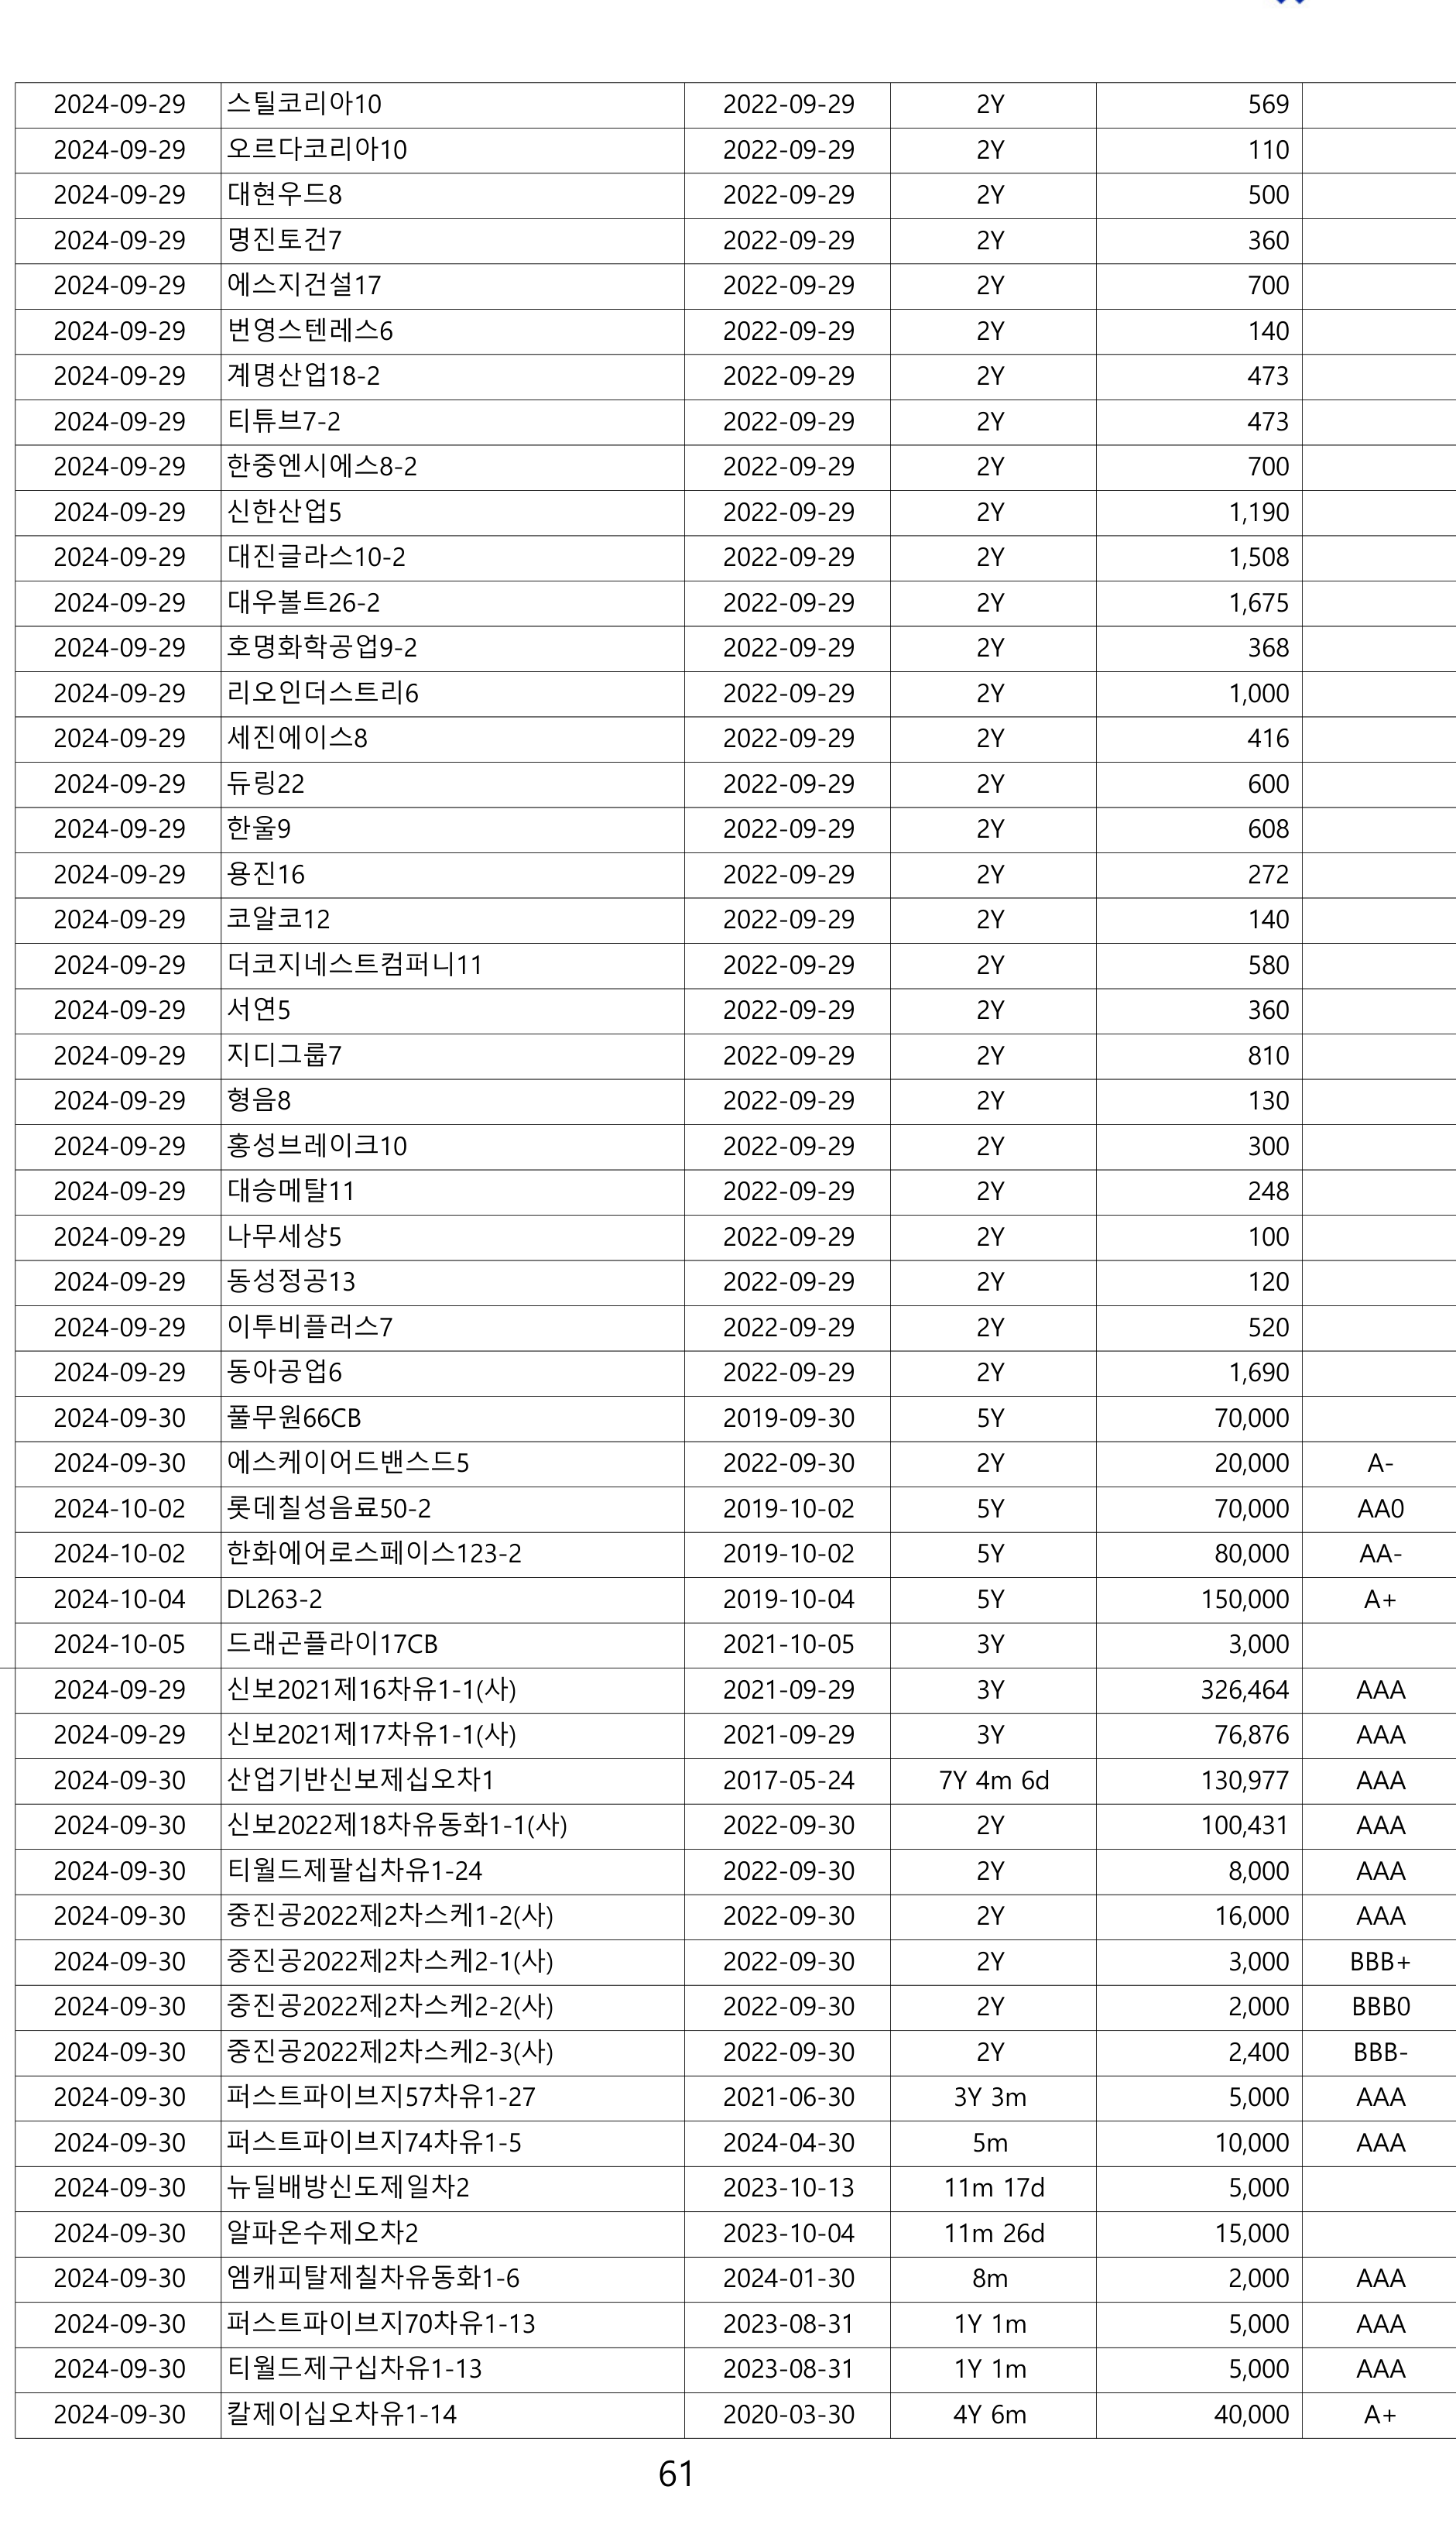 2024-09-29 스틸코리아10 2022-09-29 2Y 569
2024-09-29 오르다코리아10 2022-09-29 2Y 110
2024-09-29 대현우드8 2022-09-29 2Y 500
2024-09-29 명진토건7 2022-09-29 2Y 360
2024-09-29 에스지건설17 2022-09-29 2Y 700
2024-09-29 번영스텐레스6 2022-09-29 2Y 140
2024-09-29 계명산업18-2 2022-09-29 2Y 473
2024-09-29 티튜브7-2 2022-09-29 2Y 473
2024-09-29 한중엔시에스8-2 2022-09-29 2Y 700
2024-09-29 신한산업5 2022-09-29 2Y 1,190
2024-09-29 대진글라스10-2 2022-09-29 2Y 1,508
2024-09-29 대우볼트26-2 2022-09-29 2Y 1,675
2024-09-29 호명화학공업9-2 2022-09-29 2Y 368
2024-09-29 리오인더스트리6 2022-09-29 2Y 1,000
2024-09-29 세진에이스8 2022-09-29 2Y 416
2024-09-29 듀링22 2022-09-29 2Y 600
2024-09-29 한울9 2022-09-29 2Y 608
2024-09-29 용진16 2022-09-29 2Y 272
2024-09-29 코알코12 2022-09-29 2Y 140
2024-09-29 더코지네스트컴퍼니11 2022-09-29 2Y 580
2024-09-29 서연5 2022-09-29 2Y 360
2024-09-29 지디그룹7 2022-09-29 2Y 810
2024-09-29 형음8 2022-09-29 2Y 130
2024-09-29 홍성브레이크10 2022-09-29 2Y 300
2024-09-29 대승메탈11 2022-09-29 2Y 248
2024-09-29 나무세상5 2022-09-29 2Y 100
2024-09-29 동성정공13 2022-09-29 2Y 120
2024-09-29 이투비플러스7 2022-09-29 2Y 520
2024-09-29 동아공업6 2022-09-29 2Y 1,690
2024-09-30 풀무원66CB 2019-09-30 5Y 70,000
2024-09-30 에스케이어드밴스드5 2022-09-30 2Y 20,000 A-
2024-10-02 롯데칠성음료50-2 2019-10-02 5Y 70,000 AA0
2024-10-02 한화에어로스페이스123-2 2019-10-02 5Y 80,000 AA-
2024-10-04 DL263-2 2019-10-04 5Y 150,000 A+
2024-10-05 드래곤플라이17CB 2021-10-05 3Y 3,000
2024-09-29 신보2021제16차유1-1(사) 2021-09-29 3Y 326,464 AAA
2024-09-29 신보2021제17차유1-1(사) 2021-09-29 3Y 76,876 AAA
2024-09-30 산업기반신보제십오차1 2017-05-24 7Y 4m 6d 130,977 AAA
2024-09-30 신보2022제18차유동화1-1(사) 2022-09-30 2Y 100,431 AAA
2024-09-30 티월드제팔십차유1-24 2022-09-30 2Y 8,000 AAA
2024-09-30 중진공2022제2차스케1-2(사) 2022-09-30 2Y 16,000 AAA
2024-09-30 중진공2022제2차스케2-1(사) 2022-09-30 2Y 3,000 BBB+
2024-09-30 중진공2022제2차스케2-2(사) 2022-09-30 2Y 2,000 BBB0
2024-09-30 중진공2022제2차스케2-3(사) 2022-09-30 2Y 2,400 BBB-
2024-09-30 퍼스트파이브지57차유1-27 2021-06-30 3Y 3m 5,000 AAA
2024-09-30 퍼스트파이브지74차유1-5 2024-04-30 5m 10,000 AAA
2024-09-30 뉴딜배방신도제일차2 2023-10-13 11m 17d 5,000
2024-09-30 알파온수제오차2 2023-10-04 11m 26d 15,000
2024-09-30 엠캐피탈제칠차유동화1-6 2024-01-30 8m 2,000 AAA
2024-09-30 퍼스트파이브지70차유1-13 2023-08-31 1Y 1m 5,000 AAA
2024-09-30 티월드제구십차유1-13 2023-08-31 1Y 1m 5,000 AAA
2024-09-30 칼제이십오차유1-14 2020-03-30 4Y 6m 40,000 A+
61